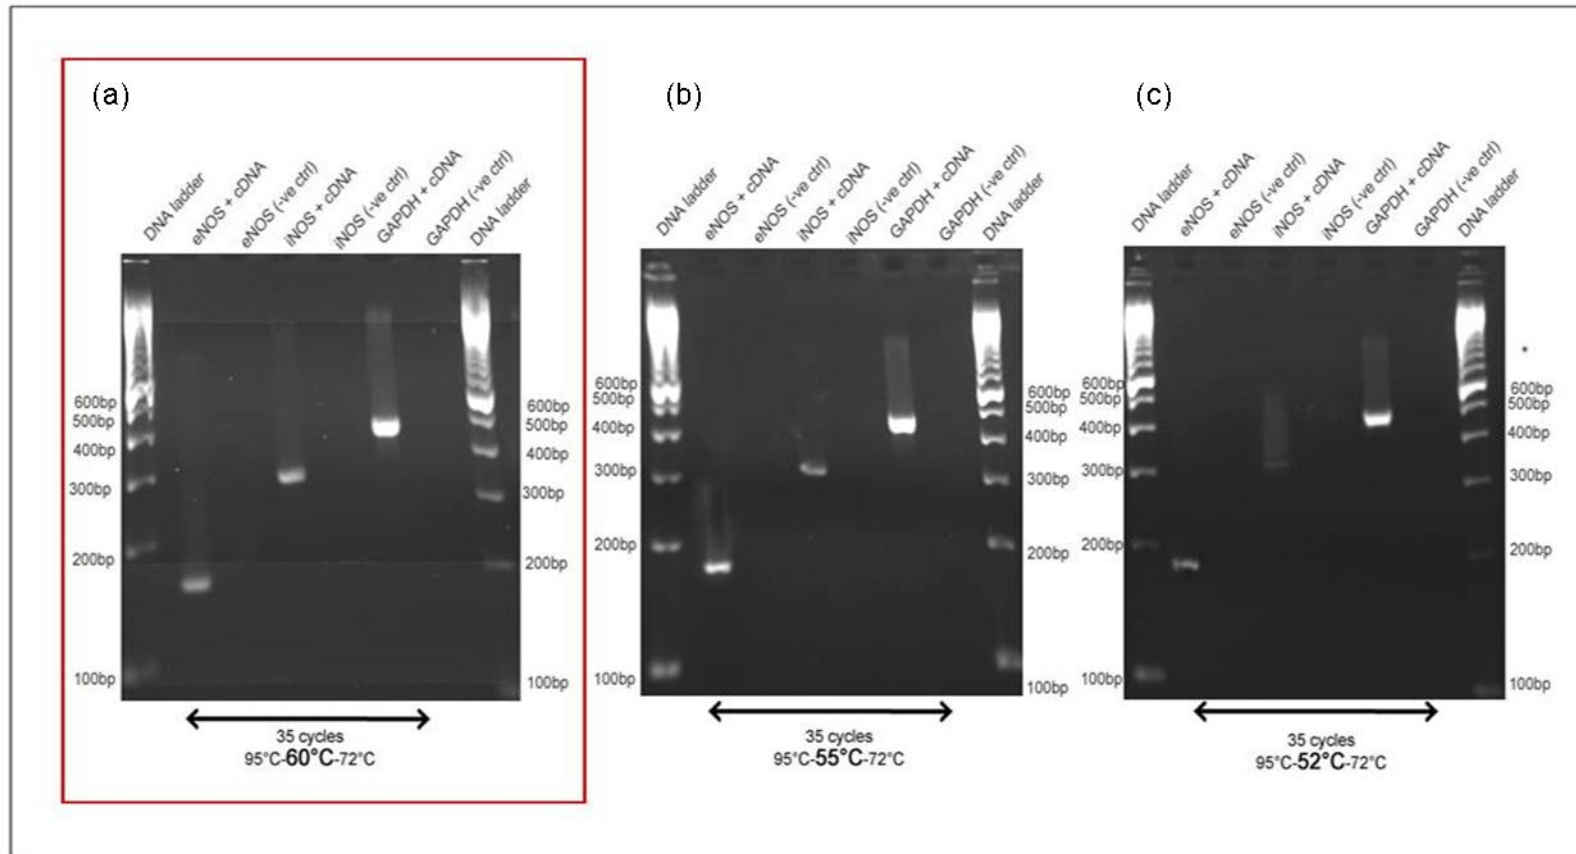 (a)
DNA ladder
eNOS + cDNA
eNOS (-ve ctrl)
iNOS + cDNA
iNOS (-ve ctrl)
GAPDH + cDNA
GAPDH (-ve ctrl)
DNA ladder
600bp
500bp
400bp
300bp
200bp
100bp
600bp
500bp
400bp
300bp
200bp
100bp
35 cycles
95°C-60°C-72°C
(b)
DNA ladder
eNOS + cDNA
eNOS (-ve ctrl)
iNOS + cDNA
iNOS (-ve ctrl)
GAPDH + cDNA
GAPDH (-ve ctrl)
DNA ladder
600bp
500bp
400bp
300bp
200bp
100bp
600bp
500bp
400bp
300bp
200bp
100bp
35 cycles
95°C-55°C-72°C
(c)
DNA ladder
eNOS + cDNA
eNOS (-ve ctrl)
iNOS + cDNA
iNOS (-ve ctrl)
GAPDH + cDNA
GAPDH (-ve ctrl)
DNA ladder
600bp
500bp
400bp
300bp
200bp
100bp
600bp
500bp
400bp
300bp
200bp
100bp
35 cycles
95°C-52°C-72°C